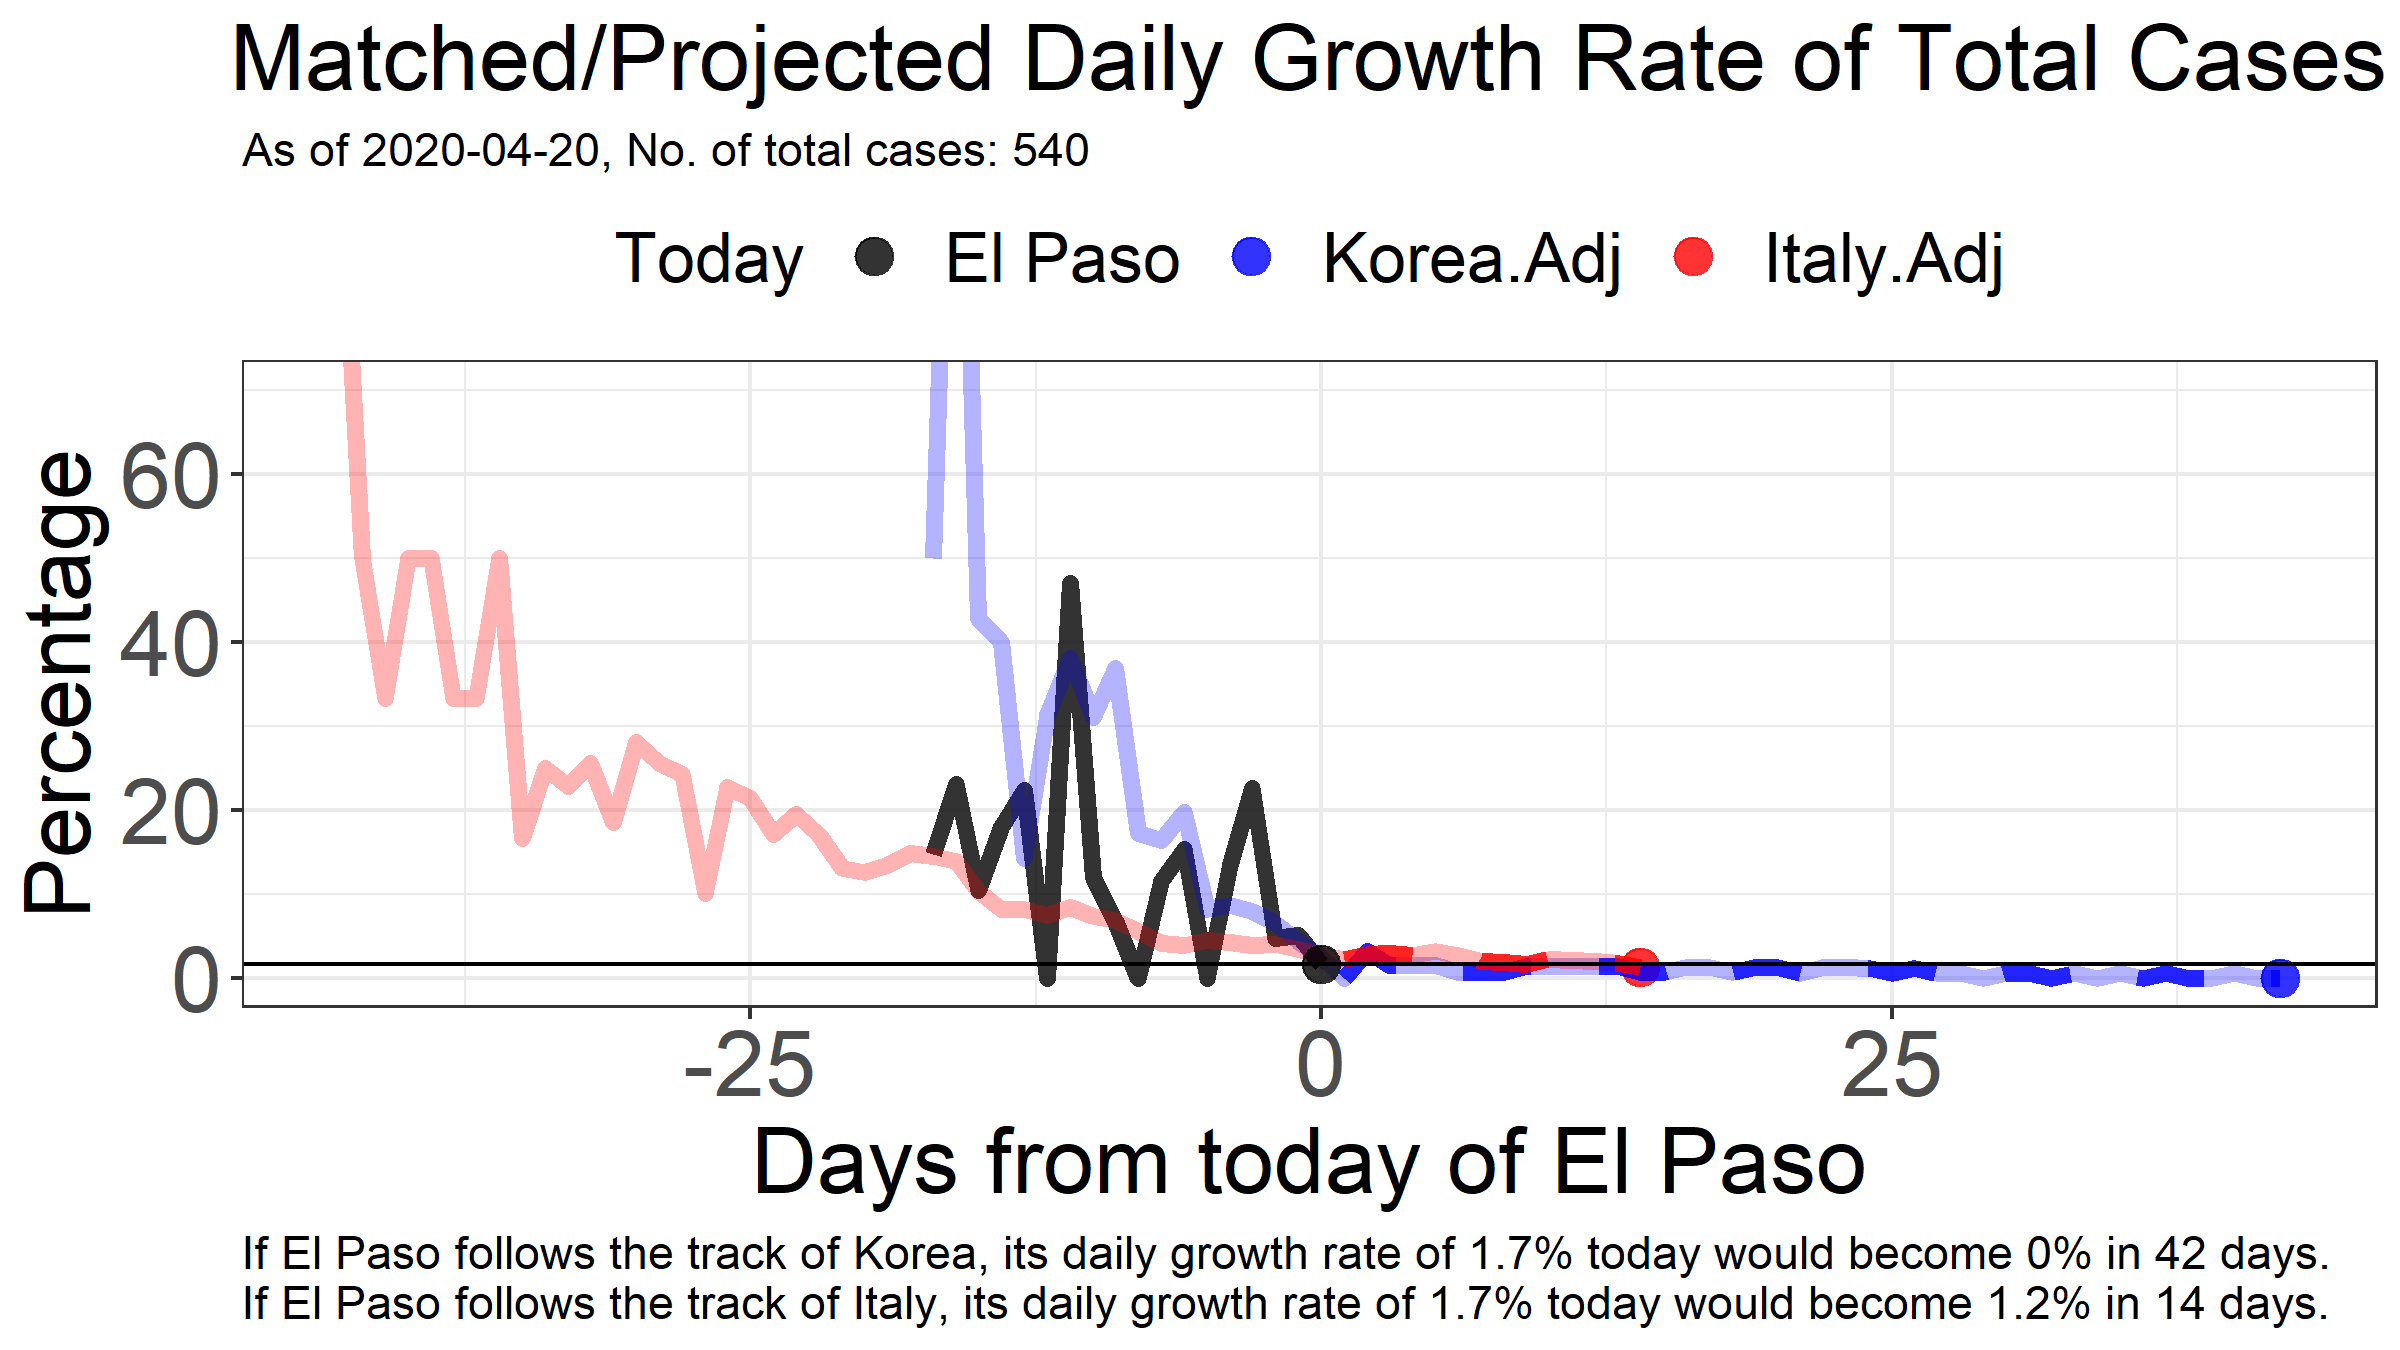 Matched/Projected Daily Growth Rate of Total Cases
As of 2020-04-20, No. of total cases: 540
Today El Paso Korea.Adj Italy.Adj
Percentage
60
40
20
0
-25 0 25
Days from today of El Paso
If El Paso follows the track of Korea, its daily growth rate of 1.7% today would become 0% in 42 days.
If El Paso follows the track of Italy, its daily growth rate of 1.7% today would become 1.2% in 14 days.